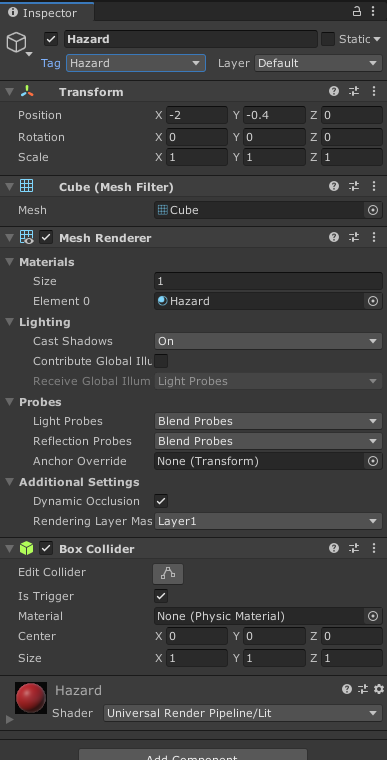 Inspector
Hazard Static
Tag Hazard Layer Default
Transform
Position X -2 Y -0.4 Z 0
Rotation X 0 Y 0 Z 0
Scale X 1 Y 1 Z 1
Cube (Mesh Filter)
Mesh Cube
Mesh Renderer
Materials
Size 1
Element 0 Hazard
Lighting
Cast Shadows On
Contribute Global Illu
Receive Global Illum Light Probes
Probes
Light Probes Blend Probes
Reflection Probes Blend Probes
Anchor Override None (Transform)
Additional Settings
Dynamic Occlusion
Rendering Layer Mas Layer1
Box Collider
Edit Collider
Is Trigger
Material None (Physic Material)
Center X 0 Y 0 Z 0
Size X 1 Y 1 Z 1
Hazard
Shader Universal Render Pipeline/Lit
Add Component